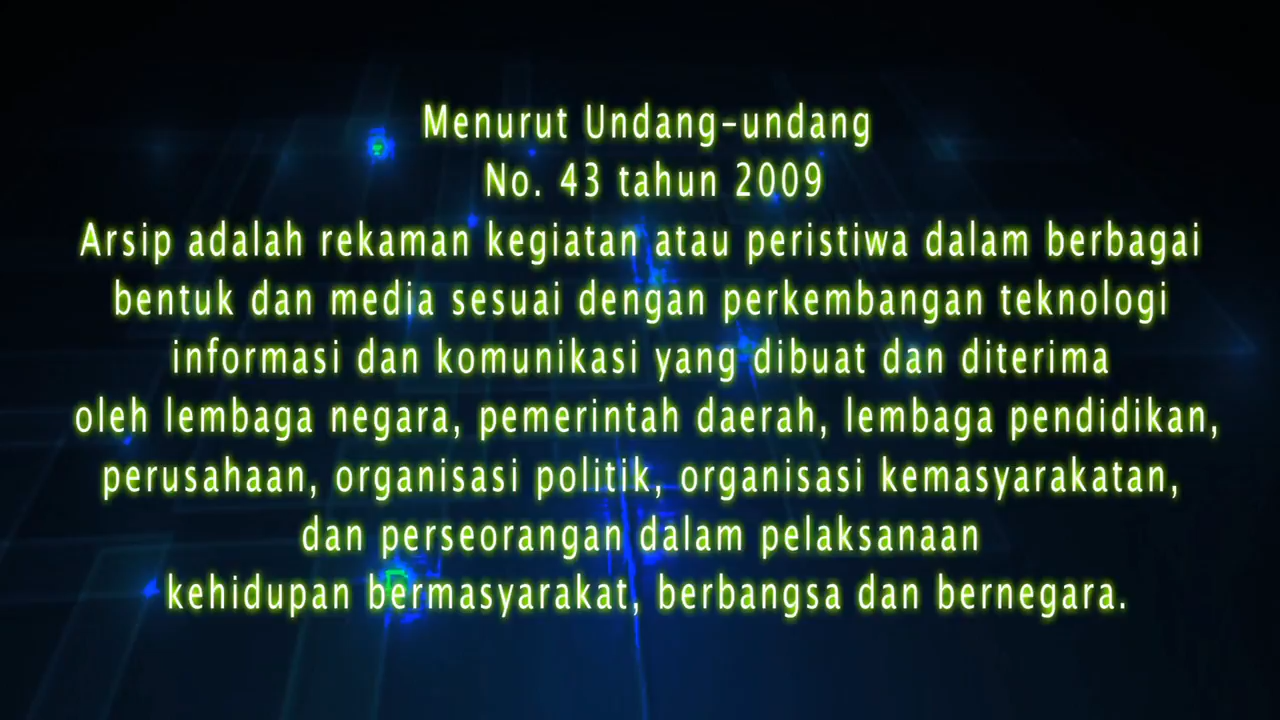 Menurut Undang-undang
No. 43 tahun 2009
Arsip adalah rekaman kegiatan atau peristiwa dalam berbagai
bentuk dan media sesuai dengan perkembangan teknologi
informasi dan komunikasi yang dibuat dan diterima
oleh lembaga negara, pemerintah daerah, lembaga pendidikan,
perusahaan, organisasi politik, organisasi kemasyarakatan,
dan perseorangan dalam pelaksanaan
kehidupan bermasyarakat, berbangsa dan bernegara.